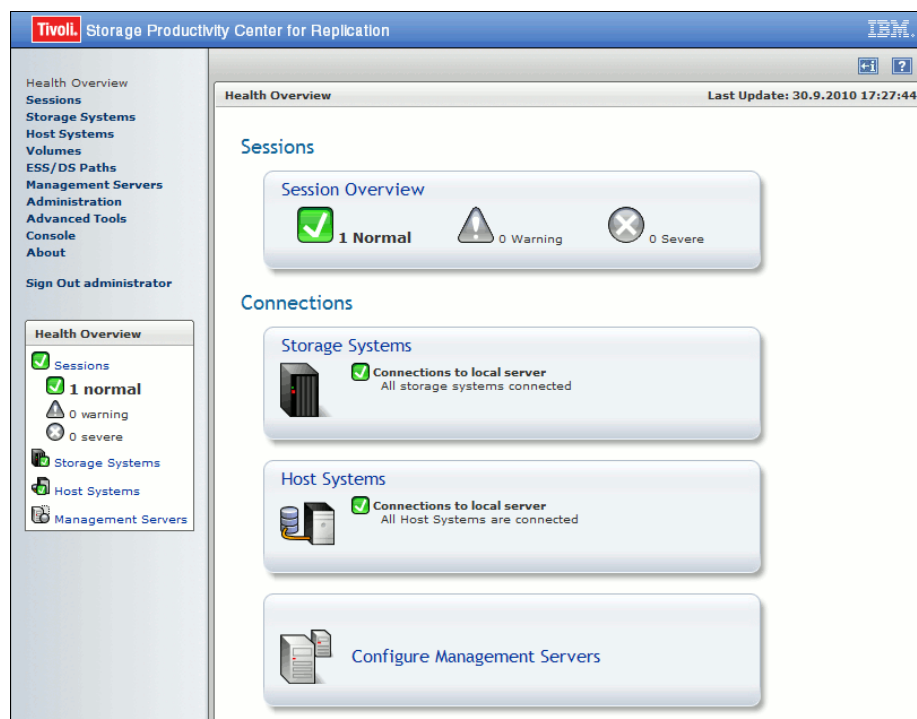 Tivoli. Storage Productivity Center for Replication
IBM.
Health Overview
Sessions
Storage Systems
Host Systems
Volumes
ESS/DS Paths
Management Servers
Administration
Advanced Tools
Console
About
Sign Out administrator
Health Overview
Sessions
1 normal
0 warning
0 severe
Storage Systems
Host Systems
Management Servers
i ?
Health Overview Last Update: 30.9.2010 17:27:44
Sessions
Session Overview
1 Normal 0 Warning 0 Severe
Connections
Storage Systems
Connections to local server
All storage systems connected
Host Systems
Connections to local server
All Host Systems are connected
Configure Management Servers